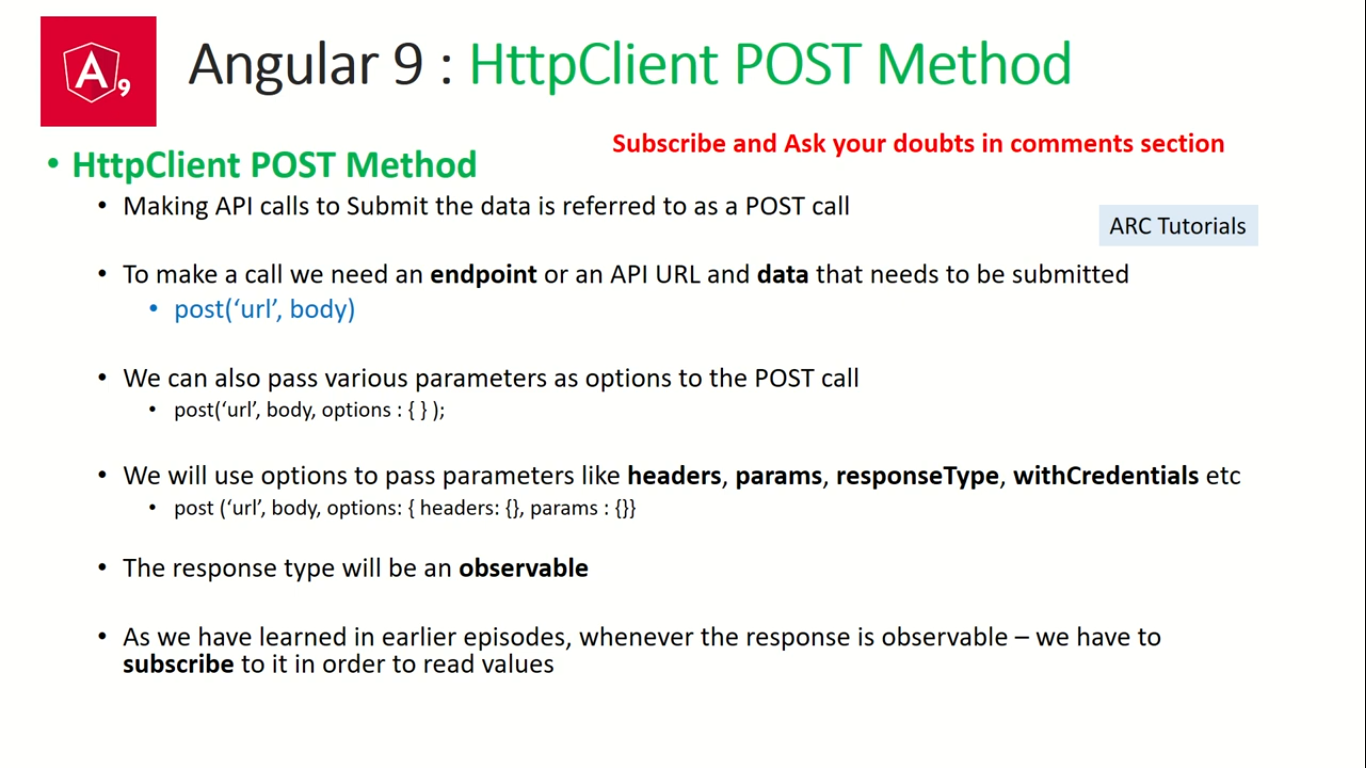 A
9
Angular 9 : HttpClient POST Method
Subscribe and Ask your doubts in comments section
• HttpClient POST Method
• Making API calls to Submit the data is referred to as a POST call
ARC Tutorials
• To make a call we need an endpoint or an API URL and data that needs to be submitted
• post(‘url’, body)
• We can also pass various parameters as options to the POST call
• post(‘url’, body, options : { } );
• We will use options to pass parameters like headers, params, responseType, withCredentials etc
• post (‘url’, body, options: { headers: {}, params : {}}
• The response type will be an observable
• As we have learned in earlier episodes, whenever the response is observable – we have to
subscribe to it in order to read values